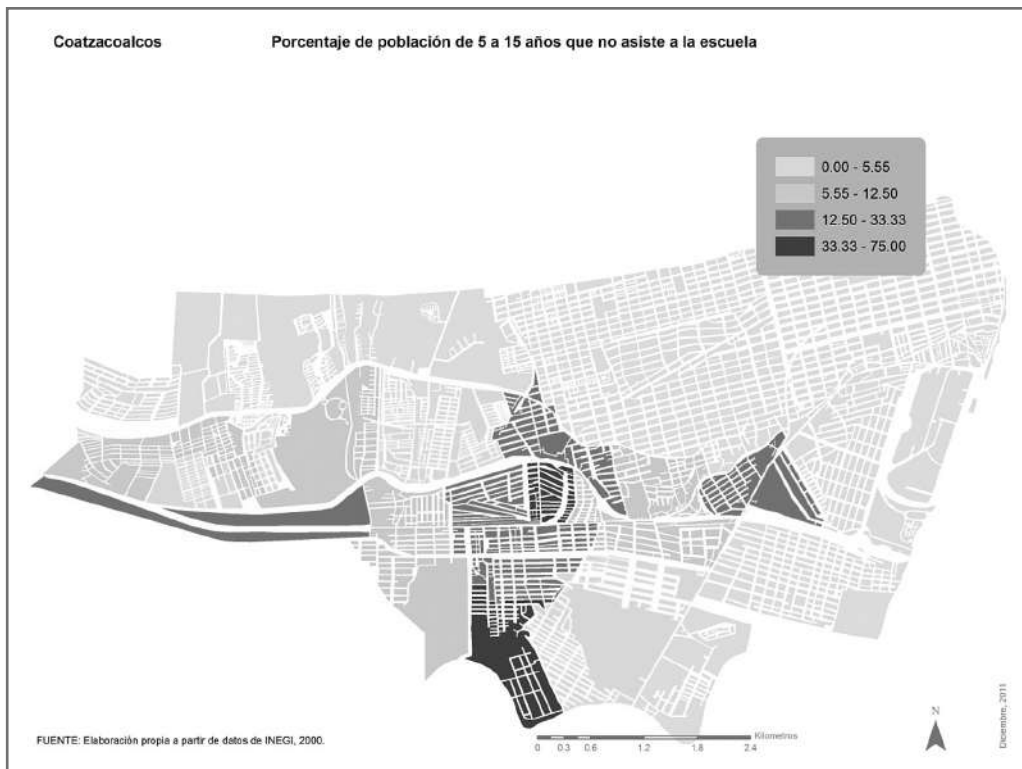 Coatzacoalcos
Porcentaje de población de 5 a 15 años que no asiste a la escuela
0.00 - 5.55
5.55 - 12.50
12.50 - 33.33
33.33 - 75.00
FUENTE: Elaboración propia a partir de datos de INEGI, 2000.
Kilometros
0 0.3 0.6 1.2 1.8 2.4
N
Diciembre, 2011